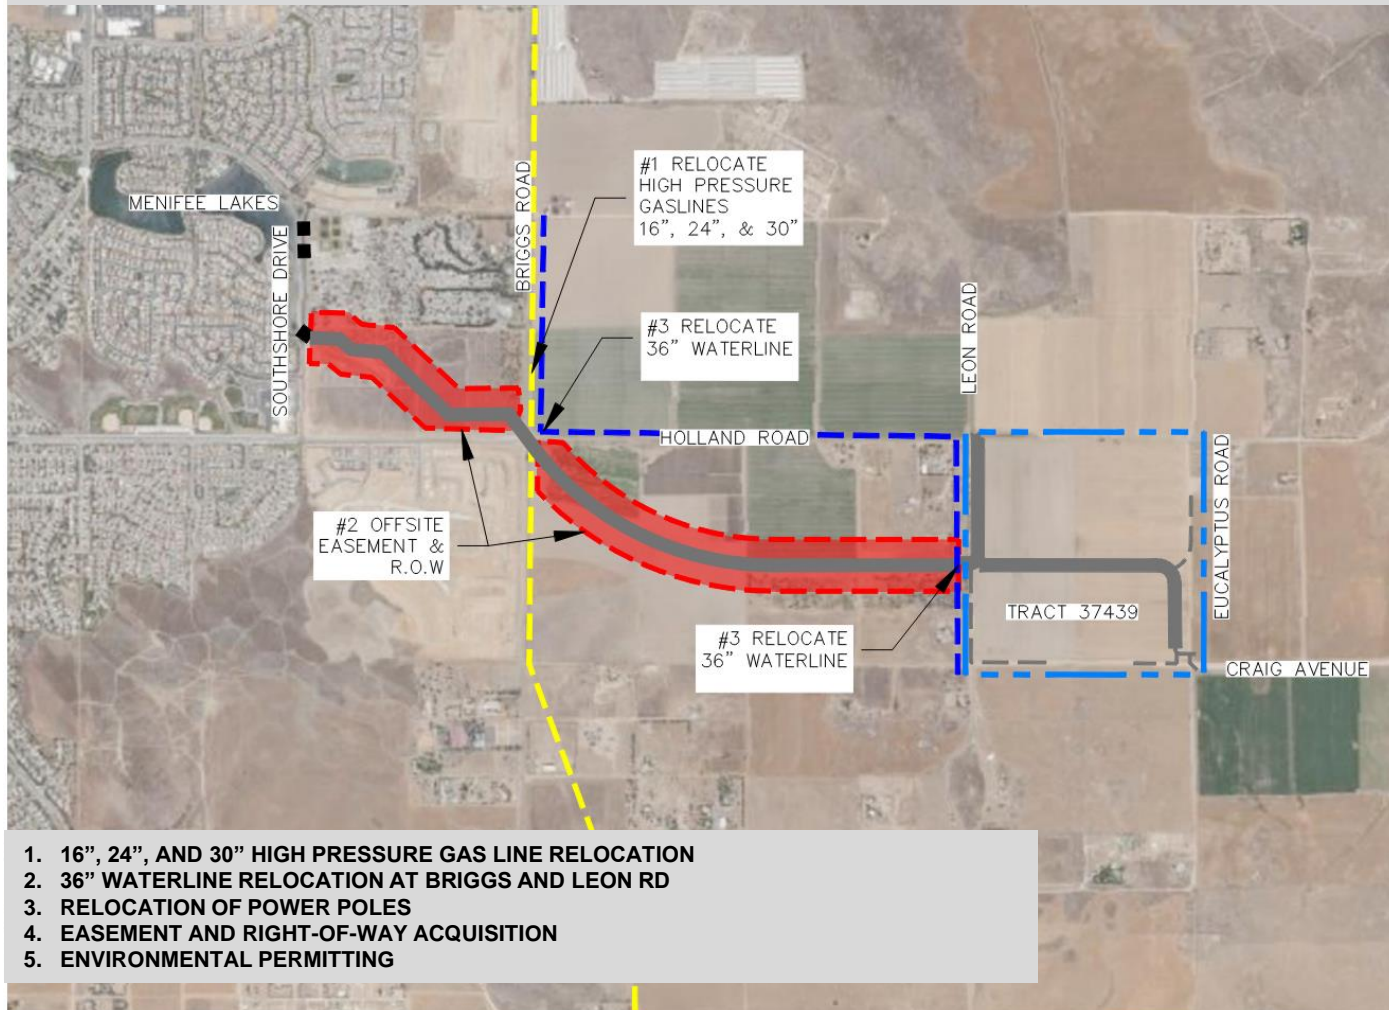 MENIFEE LAKES
SOUTHSHORE DRIVE
BRIGGS ROAD
#1 RELOCATE
HIGH PRESSURE
GASLINES
16", 24", & 30"
#3 RELOCATE
36" WATERLINE
LEON ROAD
HOLLAND ROAD
EUCALYPTUS ROAD
#2 OFFSITE
EASEMENT &
R.O.W
#3 RELOCATE
36" WATERLINE
TRACT 37439
CRAIG AVENUE
1. 16”, 24”, AND 30” HIGH PRESSURE GAS LINE RELOCATION
2. 36” WATERLINE RELOCATION AT BRIGGS AND LEON RD
3. RELOCATION OF POWER POLES
4. EASEMENT AND RIGHT-OF-WAY ACQUISITION
5. ENVIRONMENTAL PERMITTING